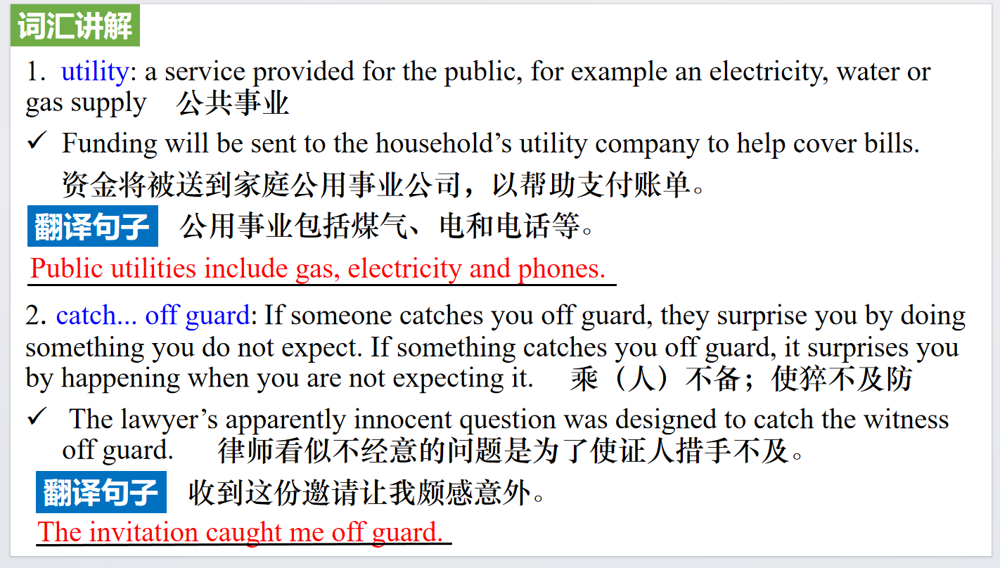 词汇讲解
1. utility: a service provided for the public, for example an electricity, water or
gas supply 公共事业
✓ Funding will be sent to the household’s utility company to help cover bills.
资金将被送到家庭公用事业公司，以帮助支付账单。
翻译句子 公用事业包括煤气、电和电话等。
Public utilities include gas, electricity and phones.
2. catch... off guard: If someone catches you off guard, they surprise you by doing
something you do not expect. If something catches you off guard, it surprises you
by happening when you are not expecting it. 乘（人）不备；使猝不及防
✓ The lawyer’s apparently innocent question was designed to catch the witness
off guard. 律师看似不经意的问题是为了使证人措手不及。
翻译句子 收到这份邀请让我颇感意外。
The invitation caught me off guard.